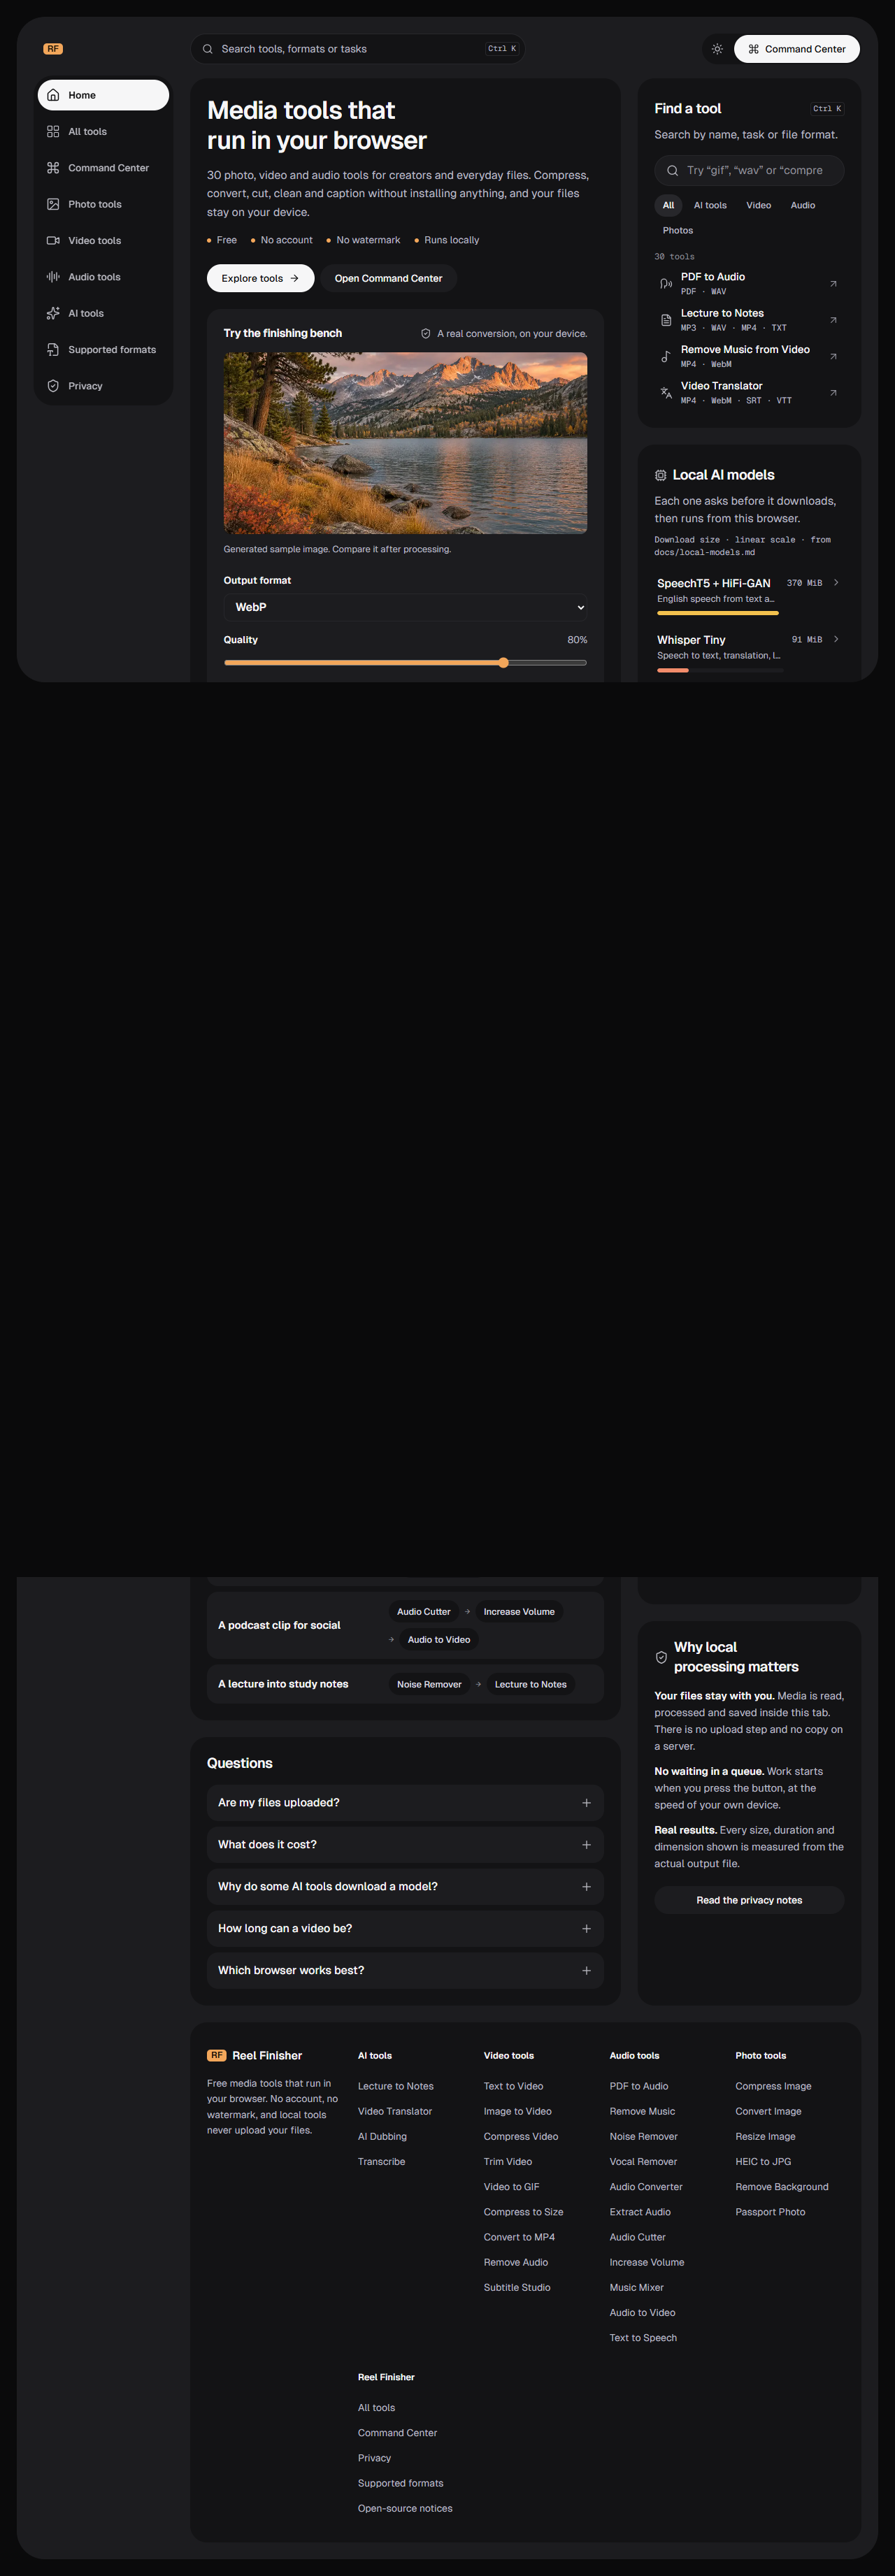 RF
Search tools, formats or tasks
Ctrl K
Command Center
Home
All tools
Command Center
Photo tools
Video tools
Audio tools
AI tools
Supported formats
Privacy
Media tools that
run in your browser
30 photo, video and audio tools for creators and everyday files. Compress,
convert, cut, clean and caption without installing anything, and your files
stay on your device.
Free
No account
No watermark
Runs locally
Explore tools
Open Command Center
Try the finishing bench
A real conversion, on your device.
Generated sample image. Compare it after processing.
Output format
WebP
Quality
80%
Find a tool
Ctrl K
Search by name, task or file format.
Try “gif”, “wav” or “compre
All
AI tools
Video
Audio
Photos
30 tools
PDF to Audio
PDF · WAV
Lecture to Notes
MP3 · WAV · MP4 · TXT
Remove Music from Video
MP4 · WebM
Video Translator
MP4 · WebM · SRT · VTT
Local AI models
Each one asks before it downloads,
then runs from this browser.
Download size · linear scale · from
docs/local-models.md
SpeechT5 + HiFi-GAN
370 MiB
English speech from text a…
Whisper Tiny
91 MiB
Speech to text, translation, l…
A podcast clip for social
Audio Cutter → Increase Volume
→ Audio to Video
A lecture into study notes
Noise Remover → Lecture to Notes
Questions
Are my files uploaded?
What does it cost?
Why do some AI tools download a model?
How long can a video be?
Which browser works best?
Why local
processing matters
Your files stay with you. Media is read,
processed and saved inside this tab.
There is no upload step and no copy on
a server.
No waiting in a queue. Work starts
when you press the button, at the
speed of your own device.
Real results. Every size, duration and
dimension shown is measured from the
actual output file.
Read the privacy notes
RF Reel Finisher
Free media tools that run in
your browser. No account, no
watermark, and local tools
never upload your files.
AI tools
Lecture to Notes
Video Translator
AI Dubbing
Transcribe
Video tools
Text to Video
Image to Video
Compress Video
Trim Video
Video to GIF
Compress to Size
Convert to MP4
Remove Audio
Subtitle Studio
Audio tools
PDF to Audio
Remove Music
Noise Remover
Vocal Remover
Audio Converter
Extract Audio
Audio Cutter
Increase Volume
Music Mixer
Audio to Video
Text to Speech
Photo tools
Compress Image
Convert Image
Resize Image
HEIC to JPG
Remove Background
Passport Photo
Reel Finisher
All tools
Command Center
Privacy
Supported formats
Open-source notices